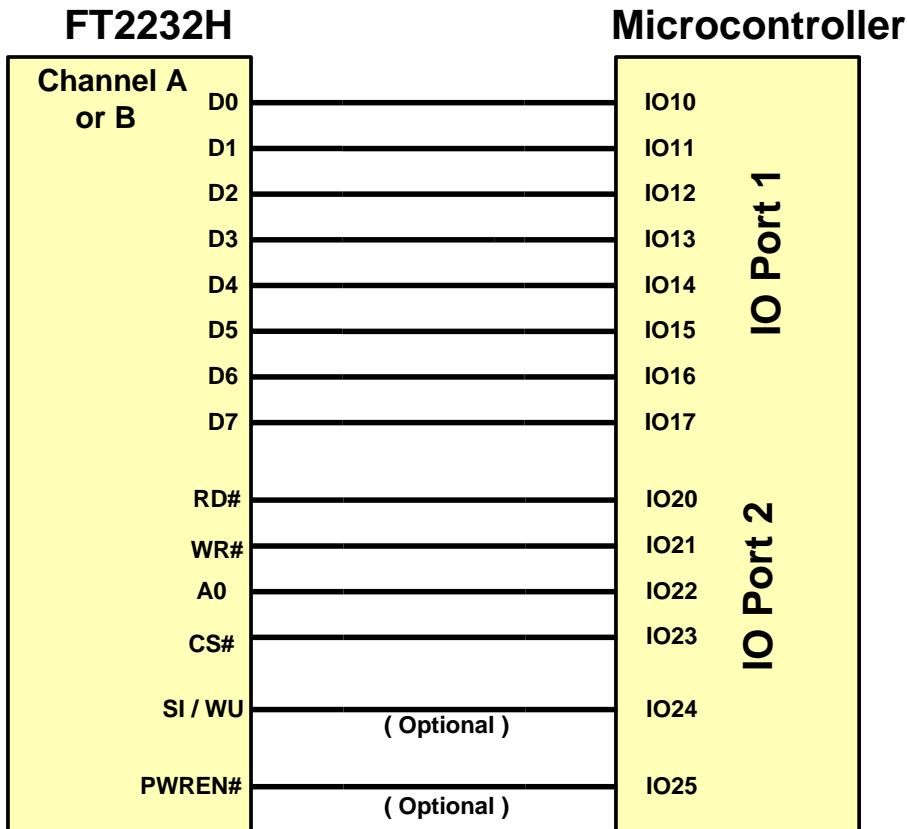 FT2232H
Microcontroller
Channel A
or B
D0
IO10
D1
IO11
D2
IO12
D3
IO13
D4
IO14
D5
IO15
D6
IO16
D7
IO17
IO Port 1
RD#
IO20
WR#
IO21
A0
IO22
CS#
IO23
IO Port 2
SI / WU
( Optional )
IO24
PWREN#
( Optional )
IO25